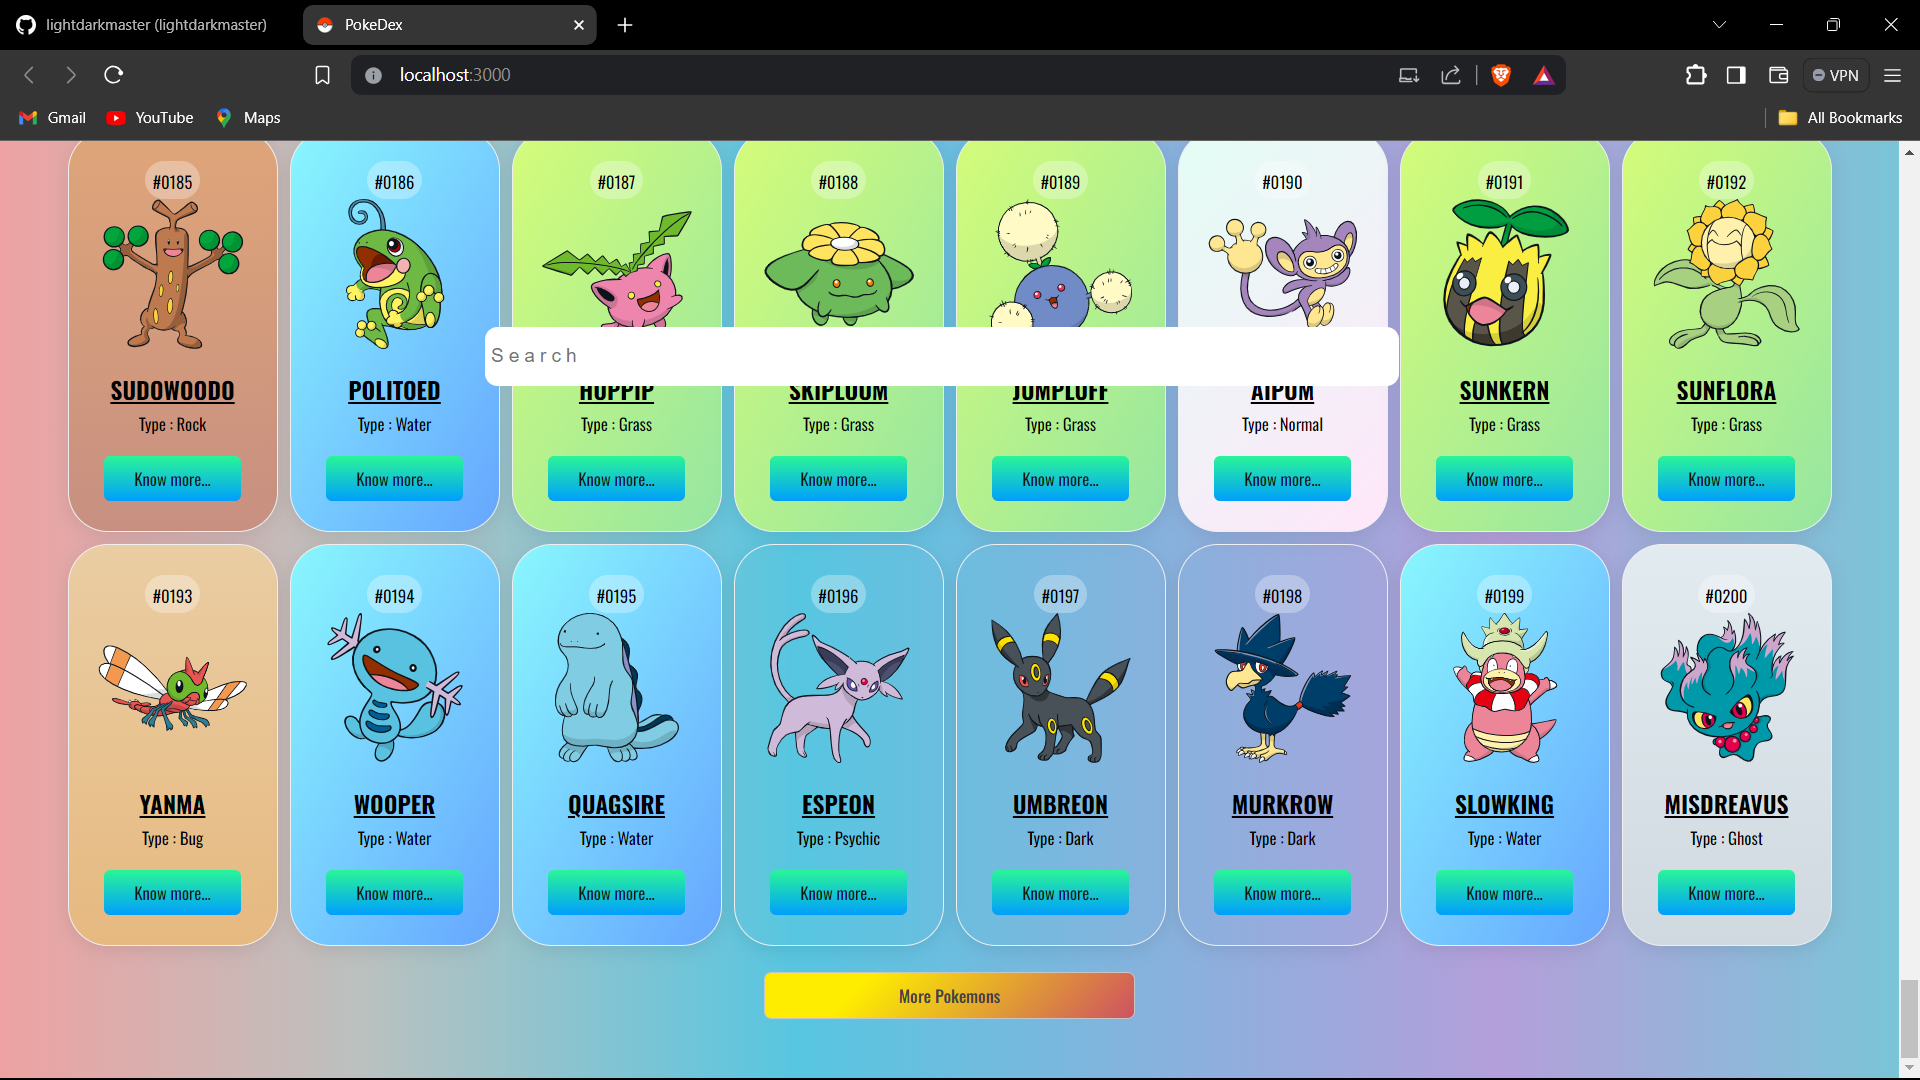 lightdarkmaster (lightdarkmaster)
PokeDex
localhost:3000
VPN
Gmail
YouTube
Maps
All Bookmarks
#0185
#0186
#0187
#0188
#0189
#0190
#0191
#0192
Search
SUDOWOODO
POLITOED
HOPPIP
SKIPLOOM
JUMPLUFF
AIPOM
SUNKERN
SUNFLORA
Type : Rock
Type : Water
Type : Grass
Type : Grass
Type : Grass
Type : Normal
Type : Grass
Type : Grass
Know more...
Know more...
Know more...
Know more...
Know more...
Know more...
Know more...
Know more...
#0193
#0194
#0195
#0196
#0197
#0198
#0199
#0200
YANMA
WOOPER
QUAGSIRE
ESPEON
UMBREON
MURKROW
SLOWKING
MISDREAVUS
Type : Bug
Type : Water
Type : Water
Type : Psychic
Type : Dark
Type : Dark
Type : Water
Type : Ghost
Know more...
Know more...
Know more...
Know more...
Know more...
Know more...
Know more...
Know more...
More Pokemons